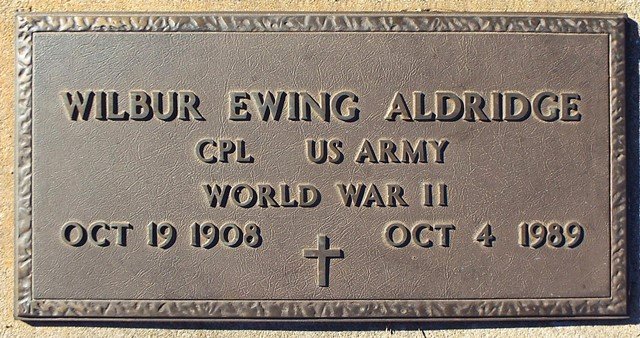 WILBUR EWING ALDRIDGE
CPL US ARMY
WORLD WAR II
OCT 19 1908 OCT 4 1989